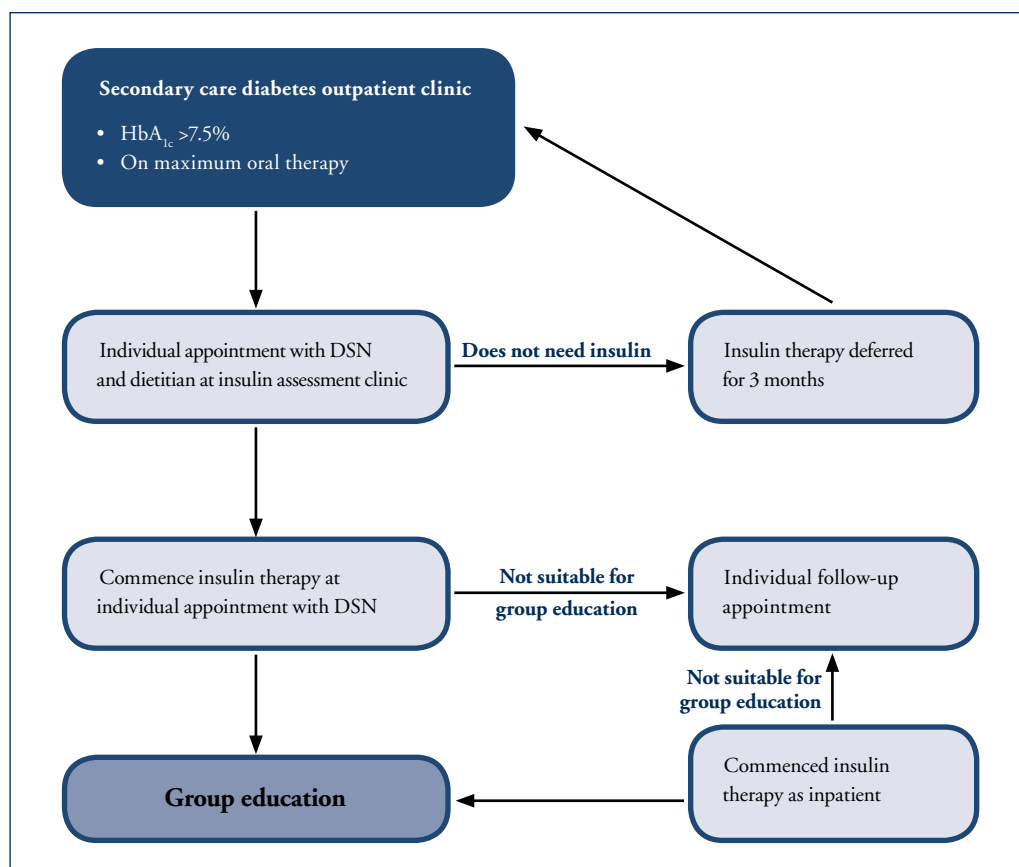 Secondary care diabetes outpatient clinic
• HbA1c >7.5%
• On maximum oral therapy
Individual appointment with DSN
and dietitian at insulin assessment clinic
Does not need insulin
Insulin therapy deferred
for 3 months
Commence insulin therapy at
individual appointment with DSN
Not suitable for
group education
Individual follow-up
appointment
Not suitable for
group education
Group education
Commenced insulin
therapy as inpatient